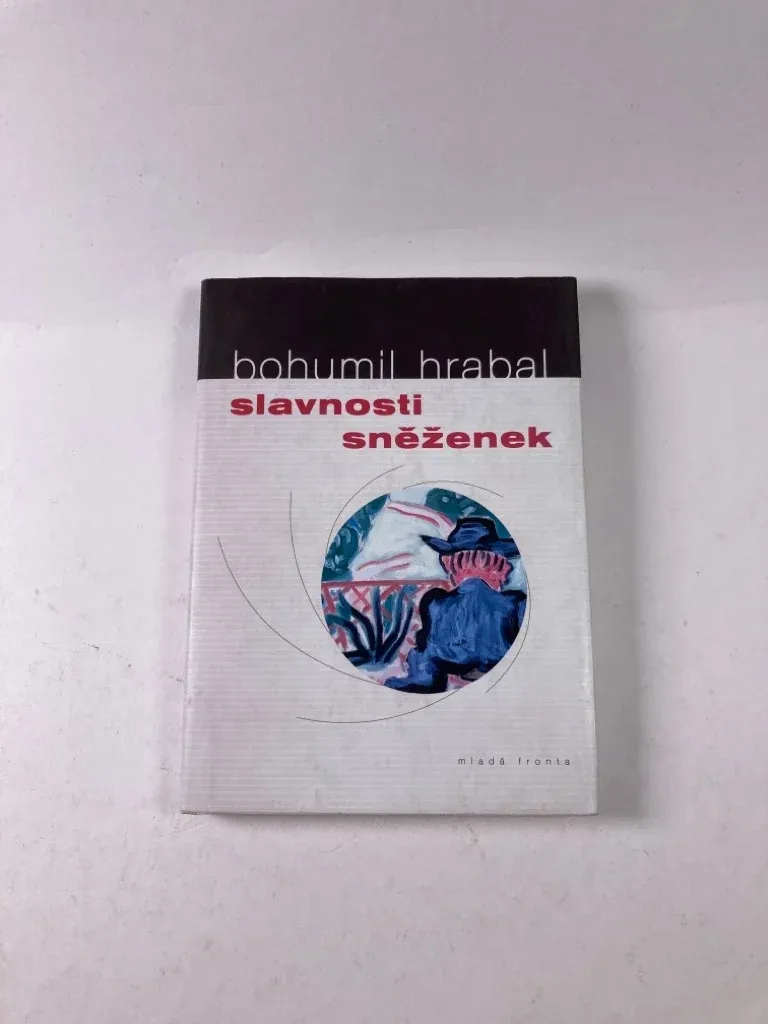 bohumil hrabal
slavnosti
sněženek
mladá fronta